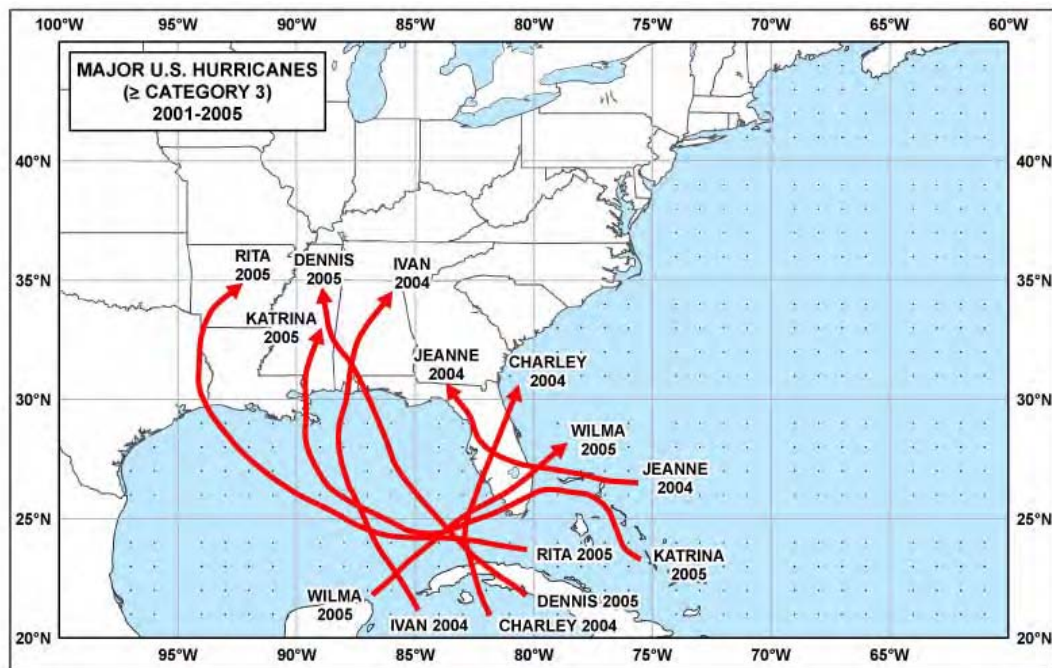 100°W 95°W 90°W 85°W 80°W 75°W 70°W 65°W 60°W
MAJOR U.S. HURRICANES
(≥ CATEGORY 3)
2001-2005
40°N 40°N
RITA
2005
DENNIS
2005
IVAN
2004
35°N 35°N
KATRINA
2005
JEANNE
2004
CHARLEY
2004
30°N 30°N
WILMA
2005
JEANNE
2004
25°N 25°N
RITA 2005
KATRINA
2005
WILMA
2005
DENNIS 2005
IVAN 2004
CHARLEY 2004
20°N 20°N
95°W 90°W 85°W 80°W 75°W 70°W 65°W